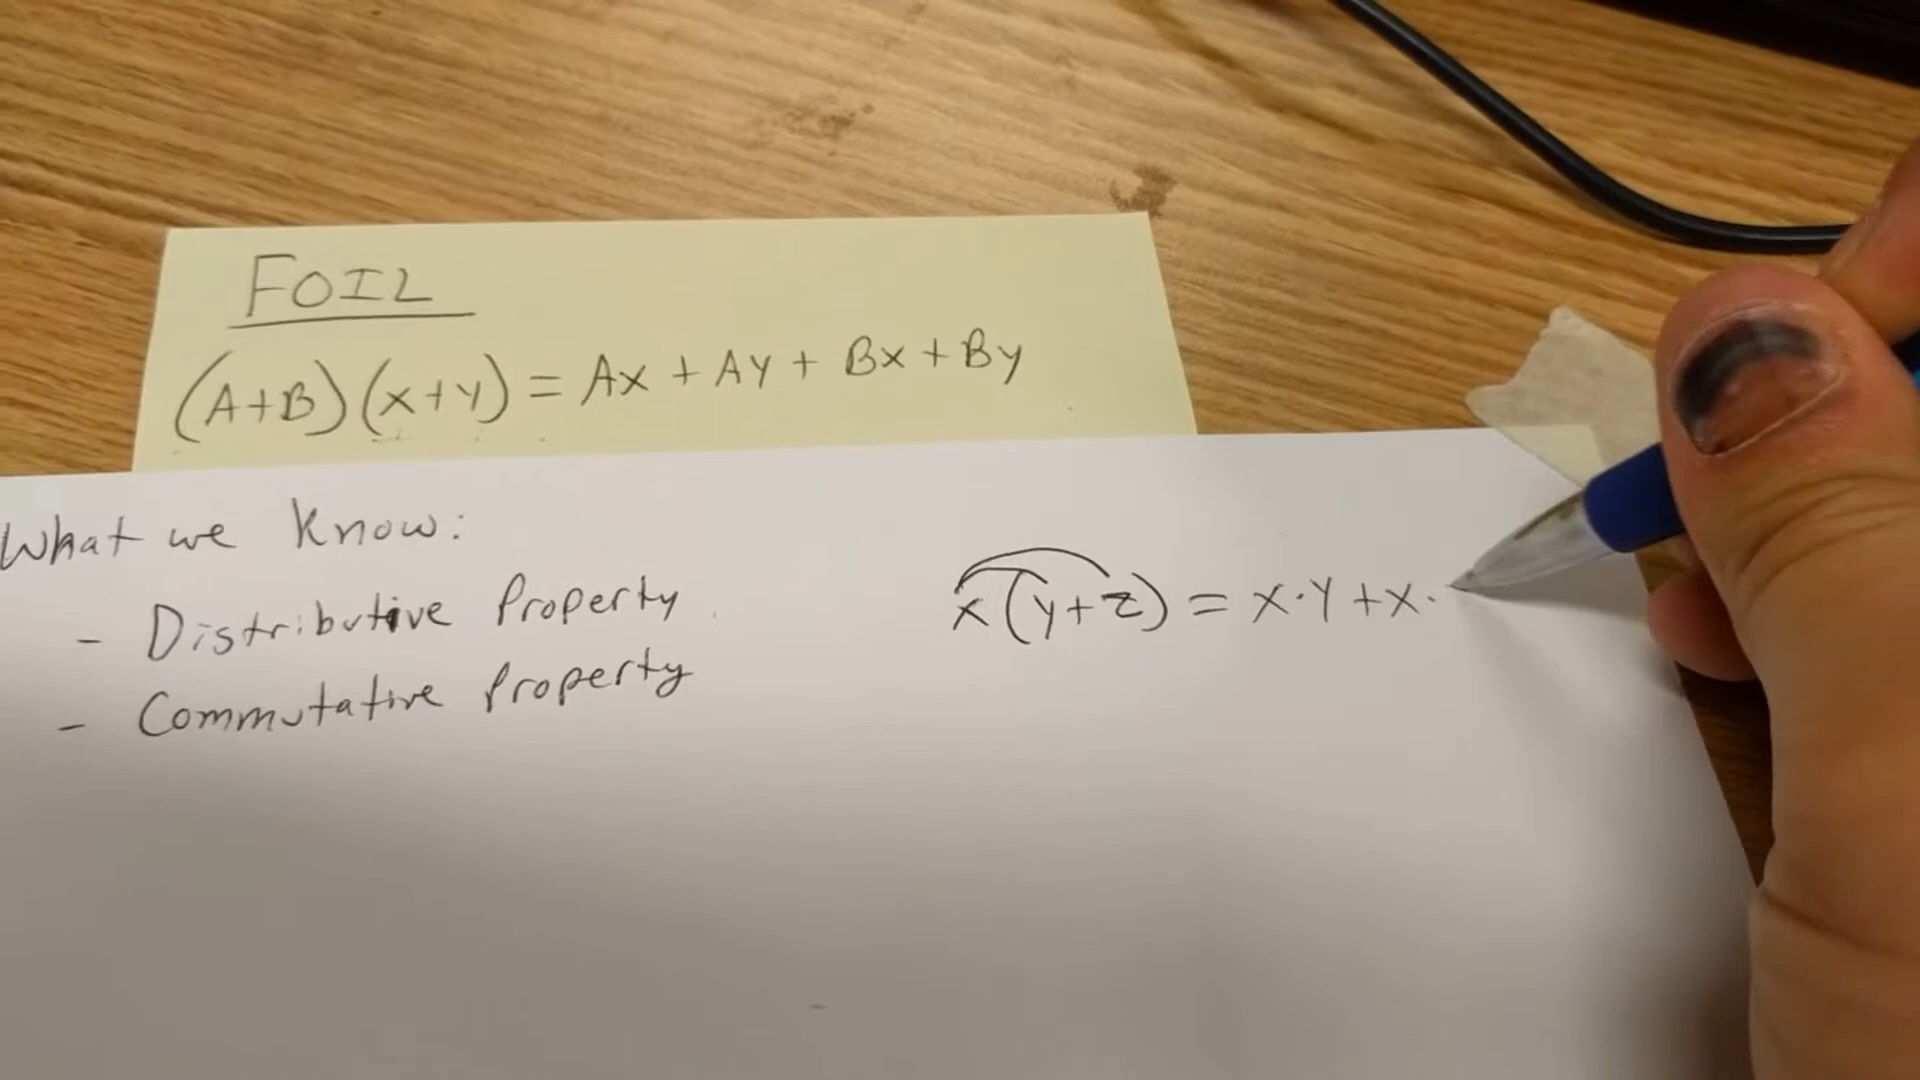 FOIL
(A+B)(x+y) = Ax + Ay + Bx + By
What we know:
- Distributive Property
x(y+z) = x·y + x·
- Commutative Property